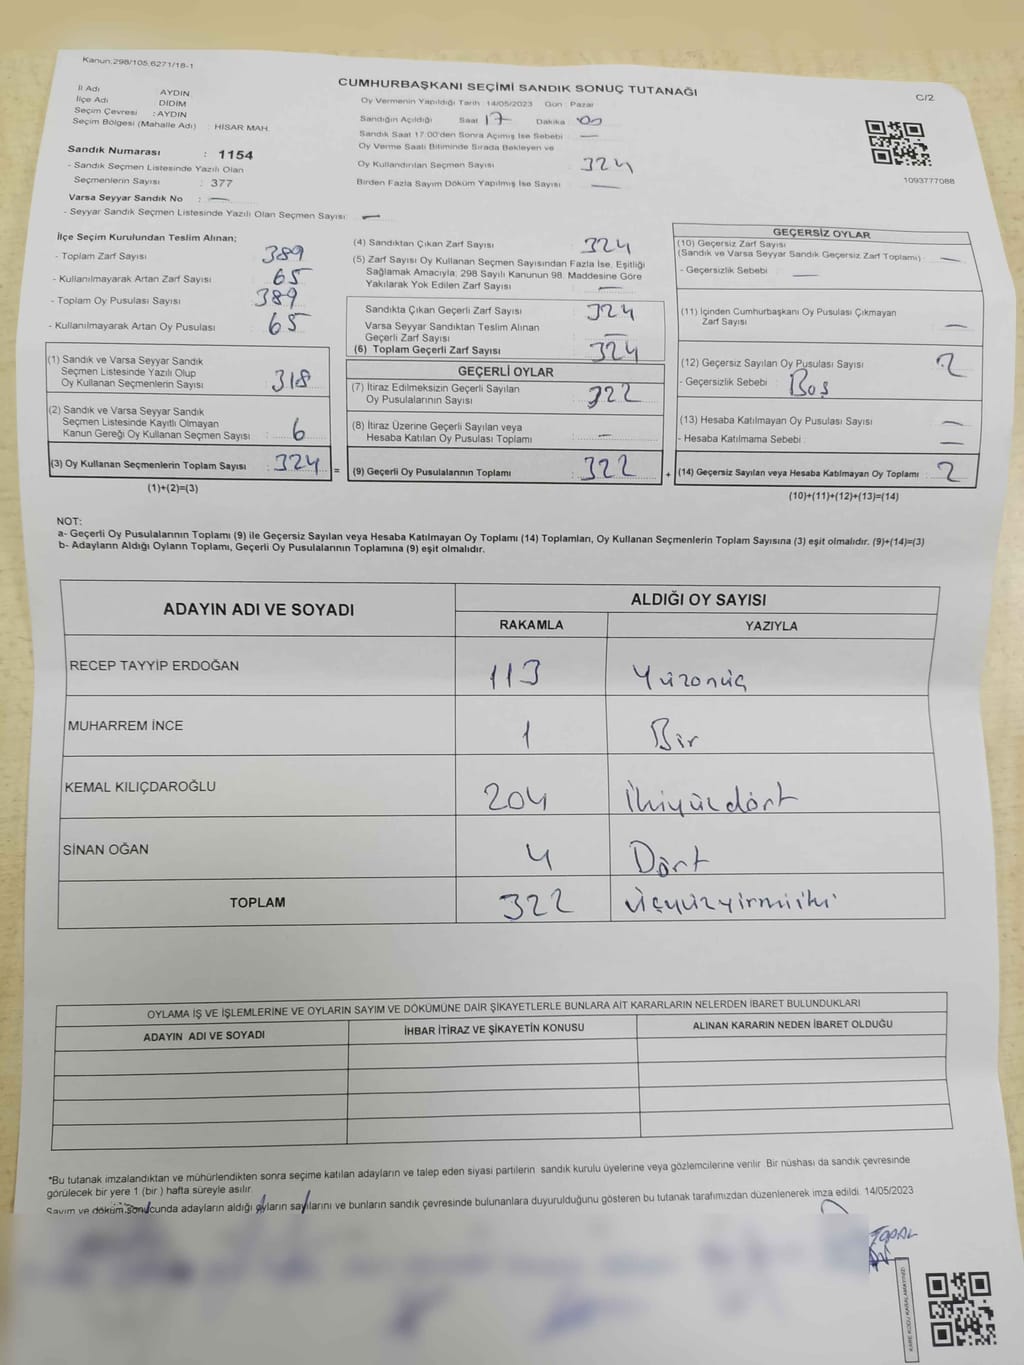 Kanun.298/105,6271/18-1
CUMHURBAŞKANI SEÇİMİ SANDIK SONUÇ TUTANAĞI
C/2
İl Adı : AYDIN
İlçe Adı : DİDİM
Seçim Çevresi : AYDIN
Seçim Bölgesi (Mahalle Adı) : HİSAR MAH.
Oy Vermenin Yapıldığı Tarih 14/05/2023 Gün : Pazar
Sandığın Açıldığı Saat 17 Dakika : 00
Sandık Saat 17:00'den Sonra Açımış İse Sebebi —
Oy Verme Saati Bitiminde Sırada Bekleyen ve
Oy Kullandırılan Seçmen Sayısı 324
Birden Fazla Sayım Döküm Yapılmış İse Sayısı —
1093777088
Sandık Numarası : 1154
- Sandık Seçmen Listesinde Yazılı Olan
Seçmenlerin Sayısı : 377
Varsa Seyyar Sandık No : —
- Seyyar Sandık Seçmen Listesinde Yazılı Olan Seçmen Sayısı: —
İlçe Seçim Kurulundan Teslim Alınan;
- Toplam Zarf Sayısı 389
- Kullanılmayarak Artan Zarf Sayısı 65
- Toplam Oy Pusulası Sayısı 389
- Kullanılmayarak Artan Oy Pusulası 65
(1) Sandık ve Varsa Seyyar Sandık
Seçmen Listesinde Yazılı Olup
Oy Kullanan Seçmenlerin Sayısı : 318
(2) Sandık ve Varsa Seyyar Sandık
Seçmen Listesinde Kayıtlı Olmayan
Kanun Gereği Oy Kullanan Seçmen Sayısı : 6
(3) Oy Kullanan Seçmenlerin Toplam Sayısı : 324 =
(1)+(2)=(3)
(4) Sandıktan Çıkan Zarf Sayısı 324
(5) Zarf Sayısı Oy Kullanan Seçmen Sayısından Fazla İse, Eşitliği
Sağlamak Amacıyla, 298 Sayılı Kanunun 98. Maddesine Göre
Yakılarak Yok Edilen Zarf Sayısı —
Sandıkta Çıkan Geçerli Zarf Sayısı 324
Varsa Seyyar Sandıktan Teslim Alınan
Geçerli Zarf Sayısı —
(6) Toplam Geçerli Zarf Sayısı 324
GEÇERLİ OYLAR
(7) İtiraz Edilmeksizin Geçerli Sayılan
Oy Pusulalarının Sayısı : 322
(8) İtiraz Üzerine Geçerli Sayılan veya
Hesaba Katılan Oy Pusulası Toplamı : —
(9) Geçerli Oy Pusulalarının Toplamı : 322 +
GEÇERSİZ OYLAR
(10) Geçersiz Zarf Sayısı
(Sandık ve Varsa Seyyar Sandık Geçersiz Zarf Toplamı) : —
- Geçersizlik Sebebi : —
(11) İçinden Cumhurbaşkanı Oy Pusulası Çıkmayan
Zarf Sayısı —
(12) Geçersiz Sayılan Oy Pusulası Sayısı 2
- Geçersizlik Sebebi : Boş
(13) Hesaba Katılmayan Oy Pusulası Sayısı —
- Hesaba Katılmama Sebebi : —
(14) Geçersiz Sayılan veya Hesaba Katılmayan Oy Toplamı : 2
(10)+(11)+(12)+(13)=(14)
NOT:
a- Geçerli Oy Pusulalarının Toplamı (9) ile Geçersiz Sayılan veya Hesaba Katılmayan Oy Toplamı (14) Toplamları, Oy Kullanan Seçmenlerin Toplam Sayısına (3) eşit olmalıdır. (9)+(14)=(3)
b- Adayların Aldığı Oyların Toplamı, Geçerli Oy Pusulalarının Toplamına (9) eşit olmalıdır.
ADAYIN ADI VE SOYADI ALDIĞI OY SAYISI
RAKAMLA YAZIYLA
RECEP TAYYİP ERDOĞAN 113 Yüzonüç
MUHARREM İNCE 1 Bir
KEMAL KILIÇDAROĞLU 204 İkiyüzdört
SİNAN OĞAN 4 Dört
TOPLAM 322 üçyüzyirmiiki
OYLAMA İŞ VE İŞLEMLERİNE VE OYLARIN SAYIM VE DÖKÜMÜNE DAİR ŞİKAYETLERLE BUNLARA AİT KARARLARIN NELERDEN İBARET BULUNDUKLARI
ADAYIN ADI VE SOYADI İHBAR İTİRAZ VE ŞİKAYETİN KONUSU ALINAN KARARIN NEDEN İBARET OLDUĞU
*Bu tutanak imzalandıktan ve mühürlendikten sonra seçime katılan adayların ve talep eden siyasi partilerin sandık kurulu üyelerine veya gözlemcilerine verilir. Bir nüshası da sandık çevresinde
görülecek bir yere 1 (bir ) hafta süreyle asılır.
Sayım ve döküm sonucunda adayların aldığı oyların sayılarını ve bunların sandık çevresinde bulunanlara duyurulduğunu gösteren bu tutanak tarafımızdan düzenlenerek imza edildi. 14/05/2023
TOPAL
KARE KODU KARALAMAYINIZ!